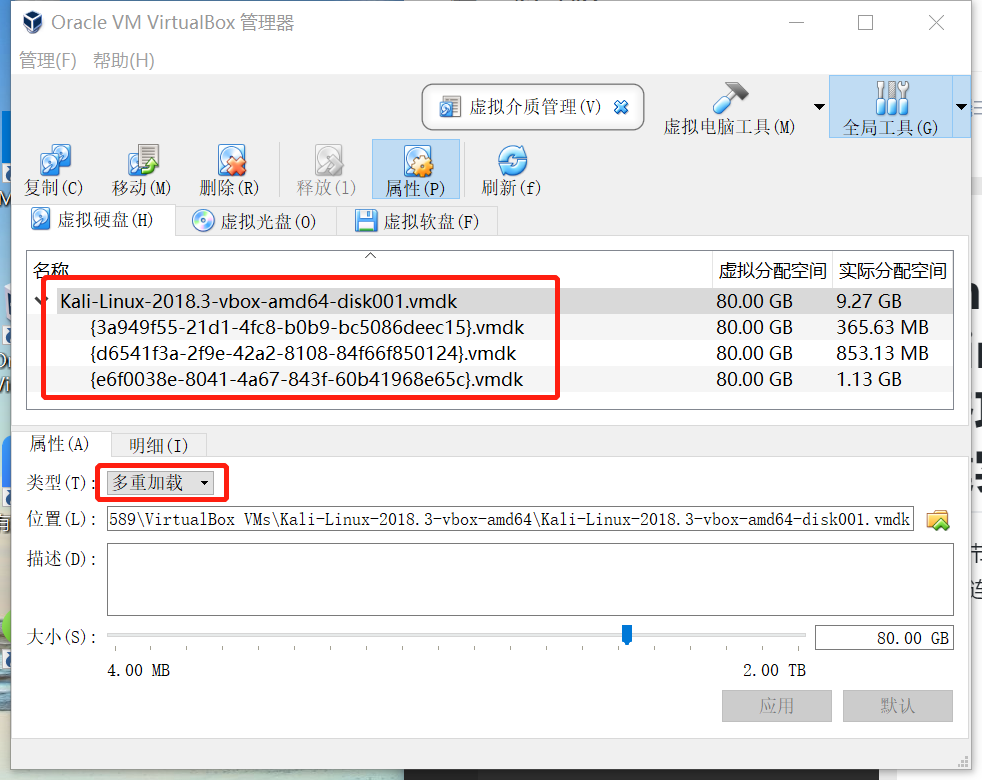 Oracle VM VirtualBox 管理器
管理(F) 帮助(H)
虚拟介质管理(V)
虚拟电脑工具(M)
全局工具(G)
复制(C) 移动(M) 删除(R) 释放(l) 属性(P) 刷新(f)
虚拟硬盘(H) 虚拟光盘(O) 虚拟软盘(F)
名称 虚拟分配空间 实际分配空间
Kali-Linux-2018.3-vbox-amd64-disk001.vmdk 80.00 GB 9.27 GB
{3a949f55-21d1-4fc8-b0b9-bc5086deec15}.vmdk 80.00 GB 365.63 MB
{d6541f3a-2f9e-42a2-8108-84f66f850124}.vmdk 80.00 GB 853.13 MB
{e6f0038e-8041-4a67-843f-60b41968e65c}.vmdk 80.00 GB 1.13 GB
属性(A) 明细(I)
类型(T): 多重加载
位置(L): 589\VirtualBox VMs\Kali-Linux-2018.3-vbox-amd64\Kali-Linux-2018.3-vbox-amd64-disk001.vmdk
描述(D):
大小(S): 80.00 GB
4.00 MB 2.00 TB
应用 默认